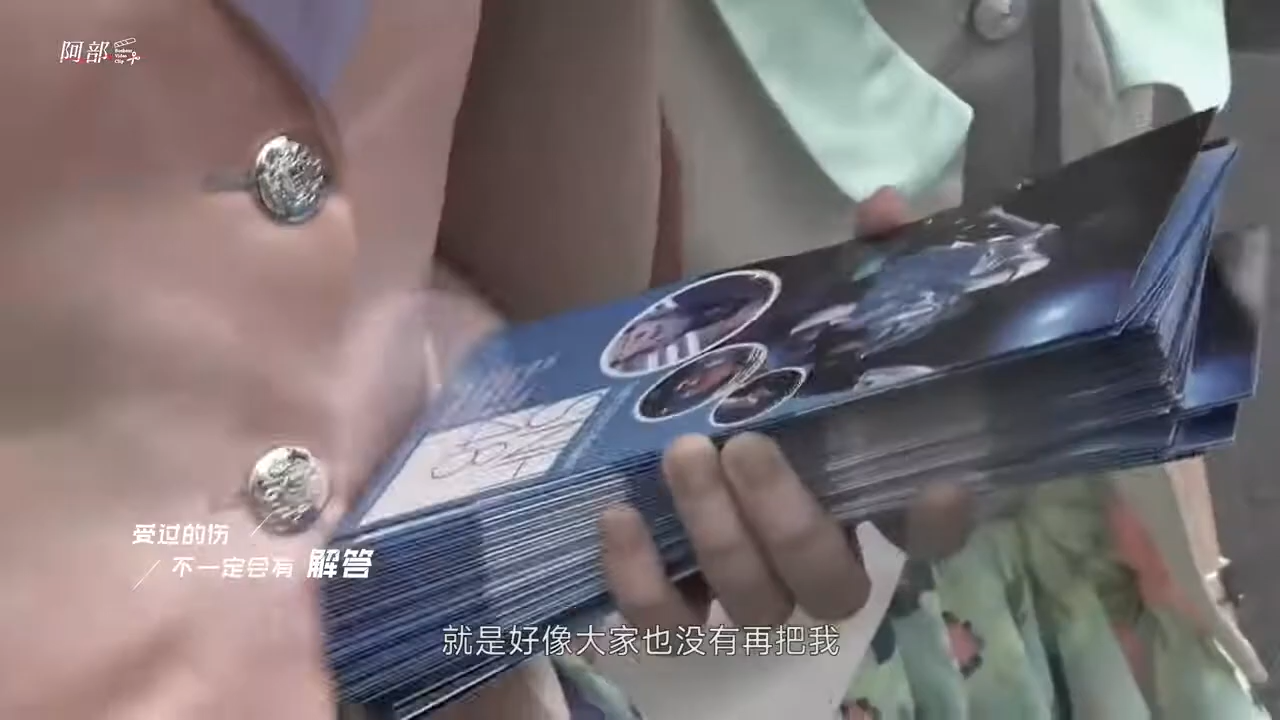 阿部
受过的伤
不一定会有 解答
就是好像大家也没有再把我